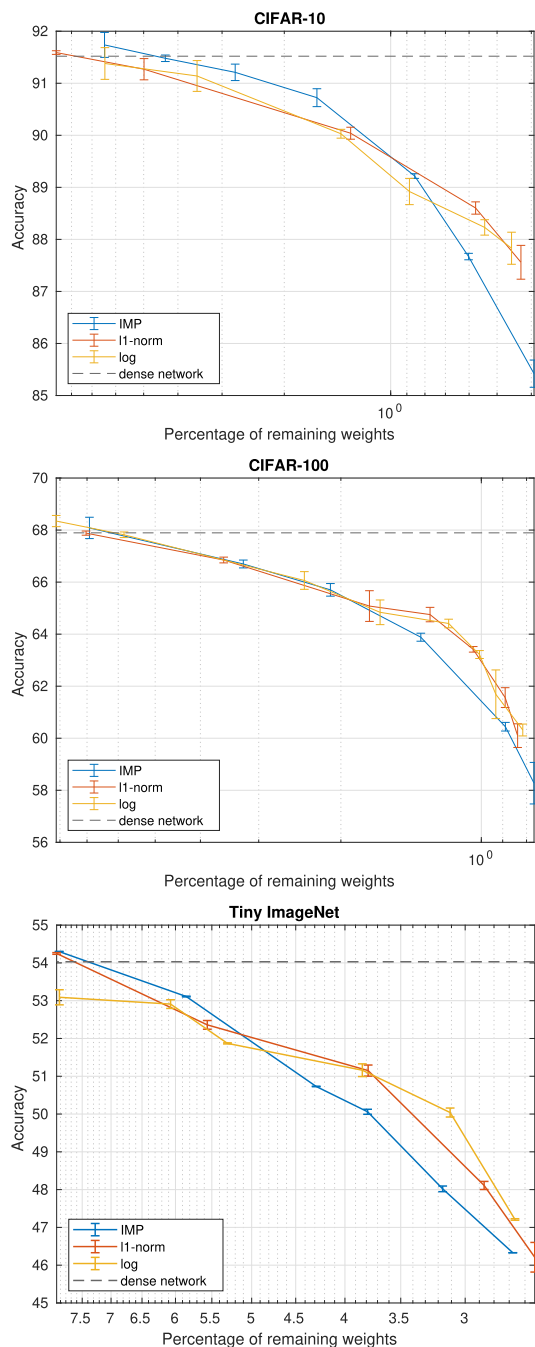 CIFAR-10
92
91
90
89
88
87
86
85
Accuracy
IMP
l1-norm
log
dense network
10^0
Percentage of remaining weights
CIFAR-100
70
68
66
64
62
60
58
56
Accuracy
IMP
l1-norm
log
dense network
10^0
Percentage of remaining weights
Tiny ImageNet
55
54
53
52
51
50
49
48
47
46
45
Accuracy
IMP
l1-norm
log
dense network
7.5 7 6.5 6 5.5 5 4.5 4 3.5 3
Percentage of remaining weights